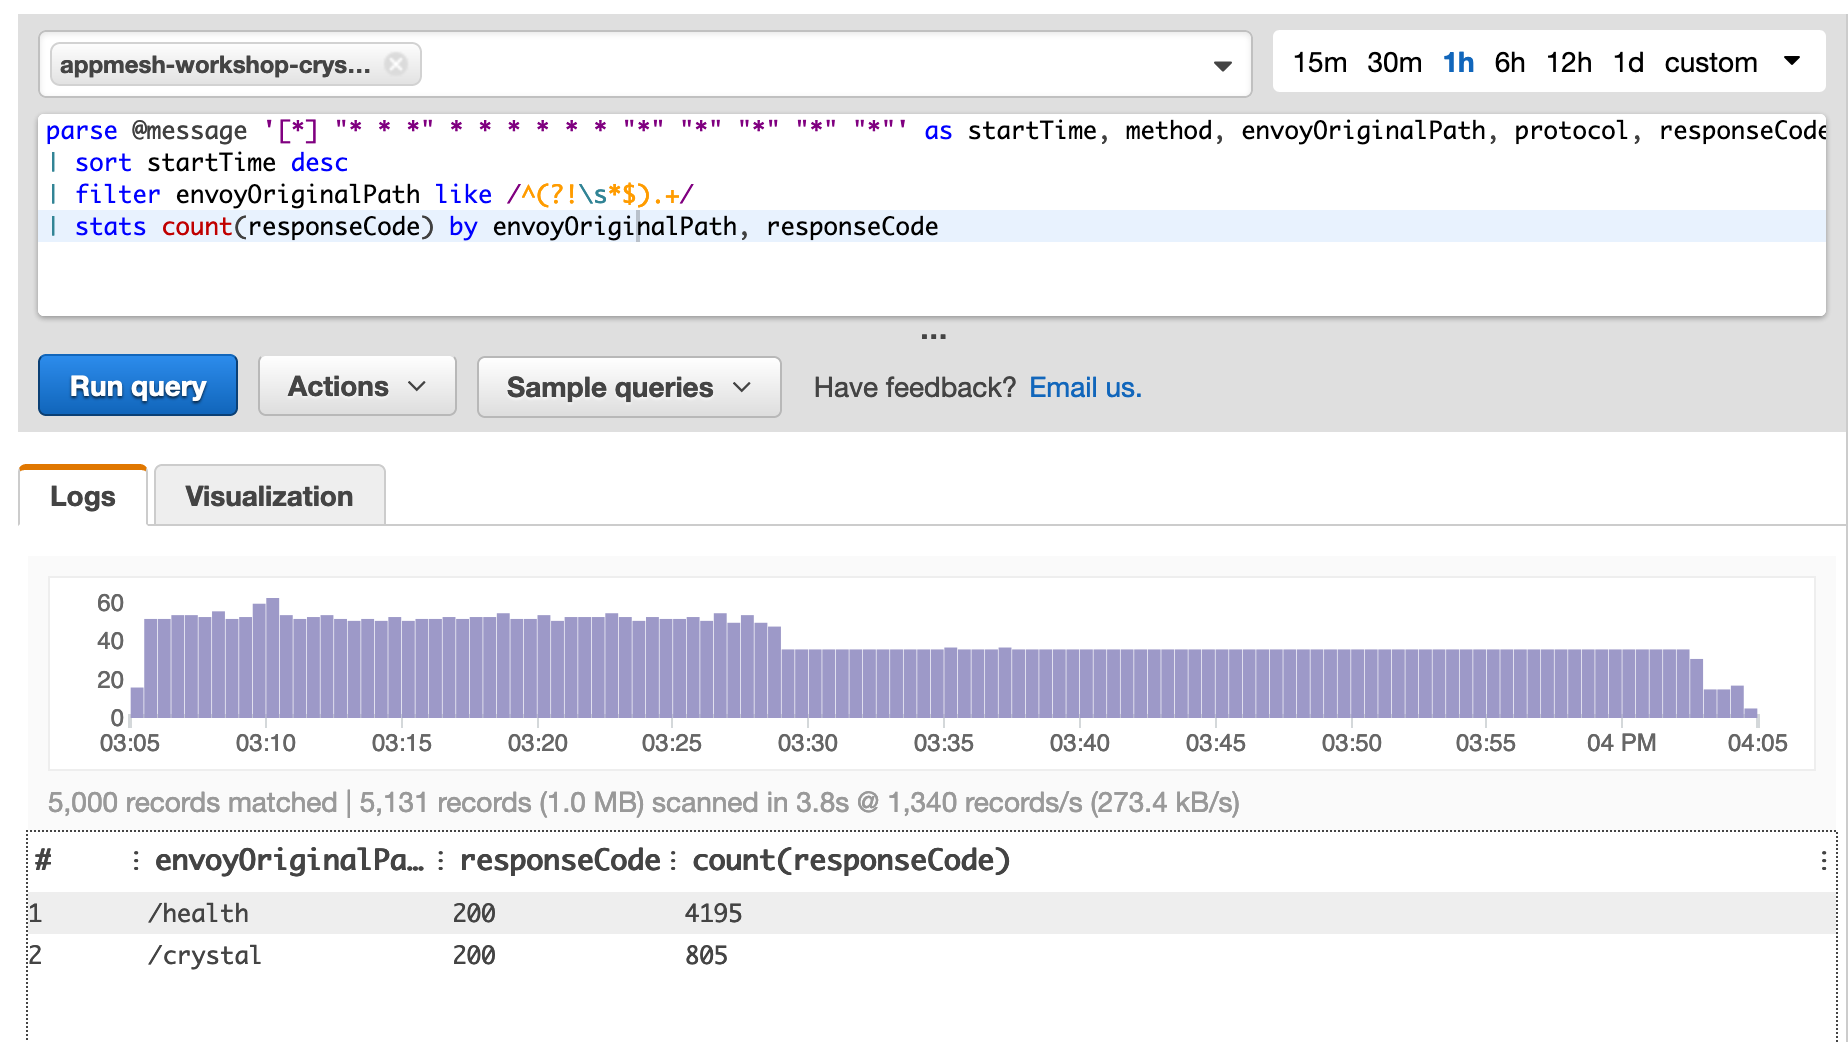 appmesh-workshop-crys...
15m 30m 1h 6h 12h 1d custom
parse @message '[*] "* * *" * * * * * * "*" "*" "*" "*" "*"' as startTime, method, envoyOriginalPath, protocol, responseCode
| sort startTime desc
| filter envoyOriginalPath like /^(?!\s*$).+/
| stats count(responseCode) by envoyOriginalPath, responseCode
Run query
Actions
Sample queries
Have feedback? Email us.
Logs
Visualization
60
40
20
0
03:05 03:10 03:15 03:20 03:25 03:30 03:35 03:40 03:45 03:50 03:55 04 PM 04:05
5,000 records matched | 5,131 records (1.0 MB) scanned in 3.8s @ 1,340 records/s (273.4 kB/s)
# : envoyOriginalPa… : responseCode : count(responseCode) :
1 /health 200 4195
2 /crystal 200 805